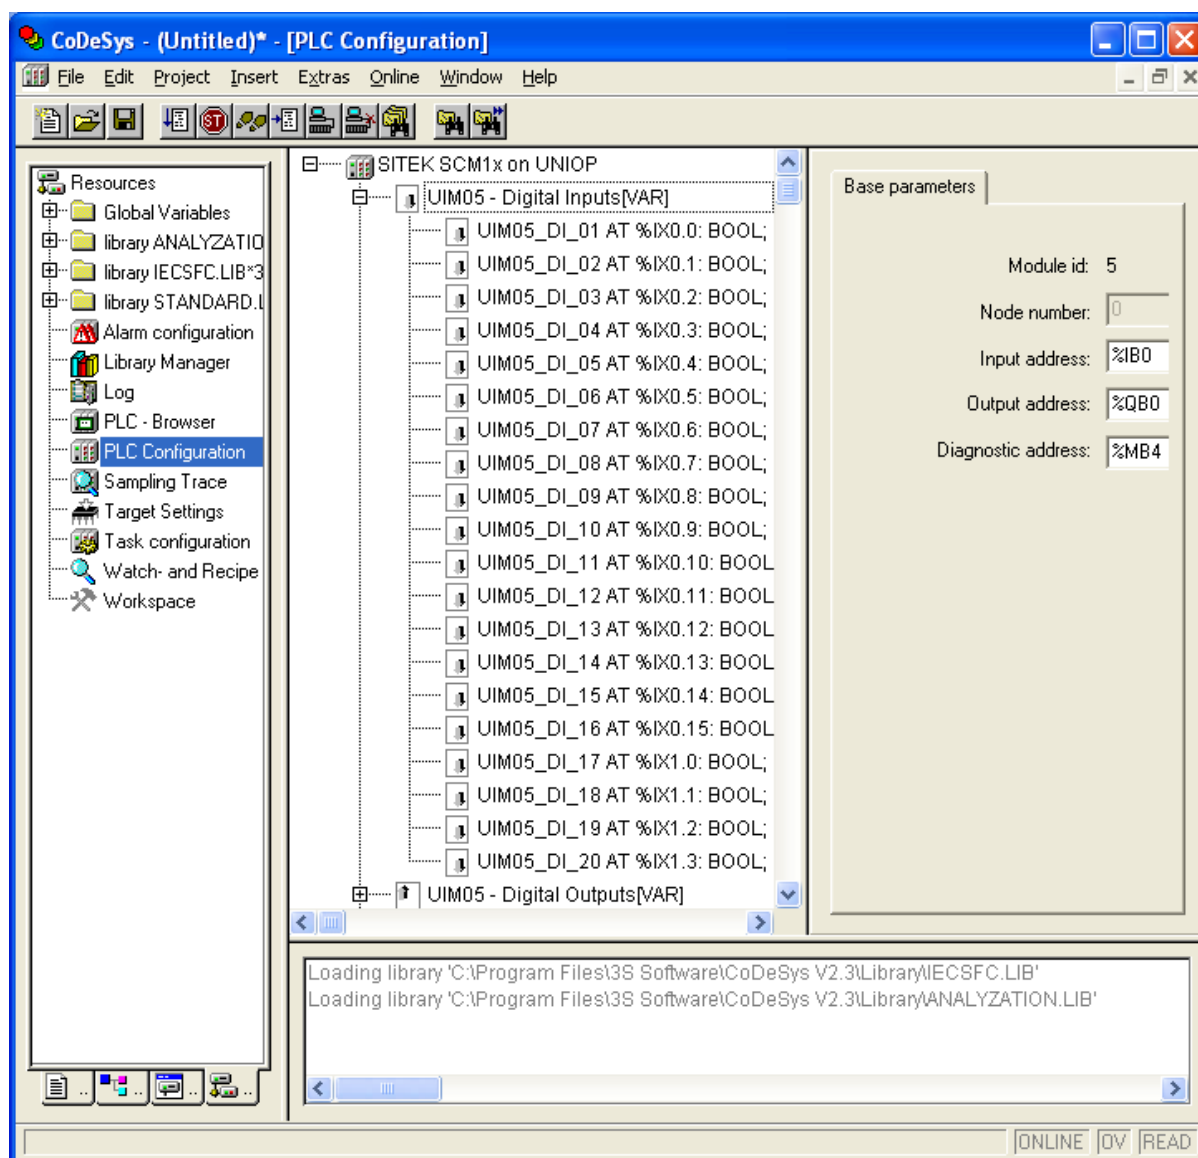 CoDeSys - (Untitled)* - [PLC Configuration]
File Edit Project Insert Extras Online Window Help
Resources
Global Variables
library ANALYZATIO
library IECSFC.LIB*3
library STANDARD.L
Alarm configuration
Library Manager
Log
PLC - Browser
PLC Configuration
Sampling Trace
Target Settings
Task configuration
Watch- and Recipe
Workspace
SITEK SCM1x on UNIOP
UIM05 - Digital Inputs[VAR]
UIM05_DI_01 AT %IX0.0: BOOL;
UIM05_DI_02 AT %IX0.1: BOOL;
UIM05_DI_03 AT %IX0.2: BOOL;
UIM05_DI_04 AT %IX0.3: BOOL;
UIM05_DI_05 AT %IX0.4: BOOL;
UIM05_DI_06 AT %IX0.5: BOOL;
UIM05_DI_07 AT %IX0.6: BOOL;
UIM05_DI_08 AT %IX0.7: BOOL;
UIM05_DI_09 AT %IX0.8: BOOL;
UIM05_DI_10 AT %IX0.9: BOOL;
UIM05_DI_11 AT %IX0.10: BOOL
UIM05_DI_12 AT %IX0.11: BOOL
UIM05_DI_13 AT %IX0.12: BOOL
UIM05_DI_14 AT %IX0.13: BOOL
UIM05_DI_15 AT %IX0.14: BOOL
UIM05_DI_16 AT %IX0.15: BOOL
UIM05_DI_17 AT %IX1.0: BOOL;
UIM05_DI_18 AT %IX1.1: BOOL;
UIM05_DI_19 AT %IX1.2: BOOL;
UIM05_DI_20 AT %IX1.3: BOOL;
UIM05 - Digital Outputs[VAR]
Base parameters
Module id: 5
Node number: 0
Input address: %IB0
Output address: %QB0
Diagnostic address: %MB4
Loading library 'C:\Program Files\3S Software\CoDeSys V2.3\Library\IECSFC.LIB'
Loading library 'C:\Program Files\3S Software\CoDeSys V2.3\Library\ANALYZATION.LIB'
.. .. .. ..
ONLINE OV READ